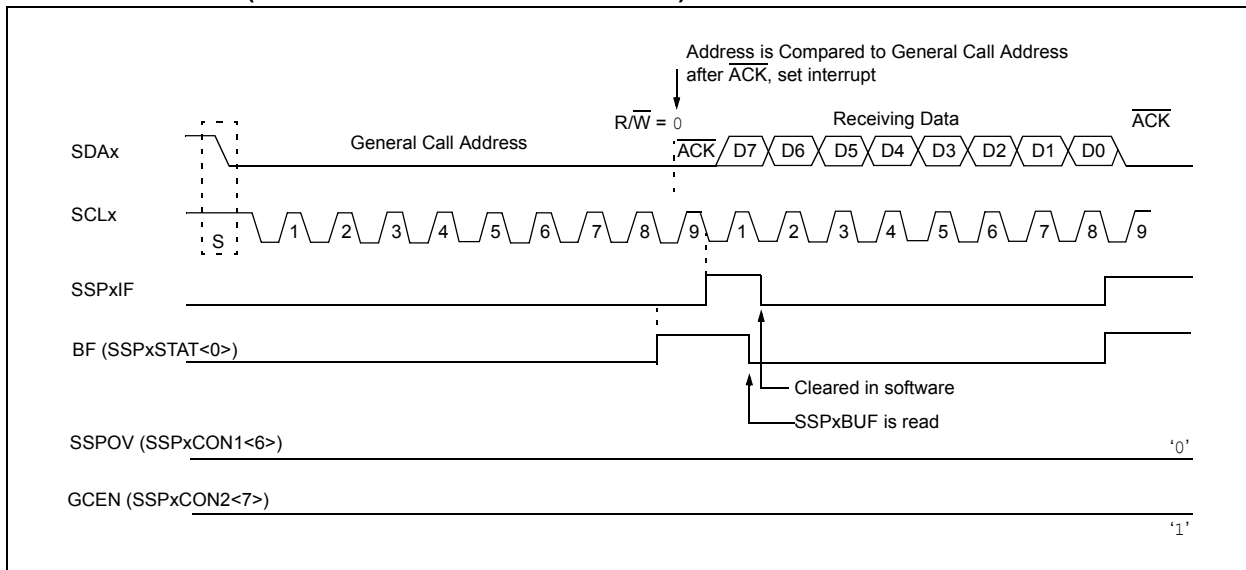 Address is Compared to General Call Address
after ACK, set interrupt
R/W = 0
Receiving Data
ACK
SDAx
General Call Address
ACK
D7
D6
D5
D4
D3
D2
D1
D0
SCLx
S
1
2
3
4
5
6
7
8
9
1
2
3
4
5
6
7
8
9
SSPxIF
BF (SSPxSTAT<0>)
Cleared in software
SSPxBUF is read
SSPOV (SSPxCON1<6>)
‘0’
GCEN (SSPxCON2<7>)
‘1’